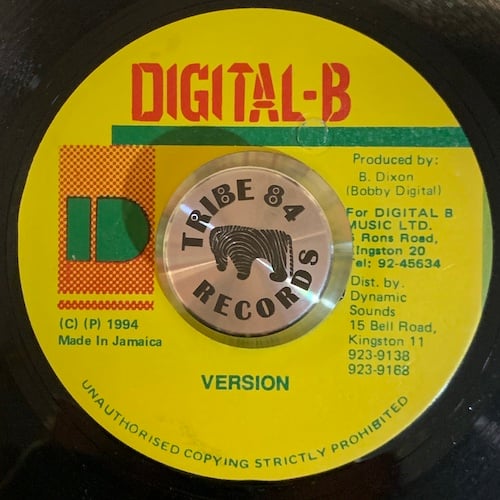 DIGITAL-B
Produced by:
B. Dixon
(Bobby Digital)
For DIGITAL B
MUSIC LTD.
Rons Road,
Kingston 20
Tel: 92-45634
Dist. by.
Dynamic
Sounds
15 Bell Road,
Kingston 11
923-9138
923-9168
TRIBE 84
RECORDS
D
(C) (P) 1994
Made In Jamaica
VERSION
UNAUTHORISED COPYING STRICTLY PROHIBITED